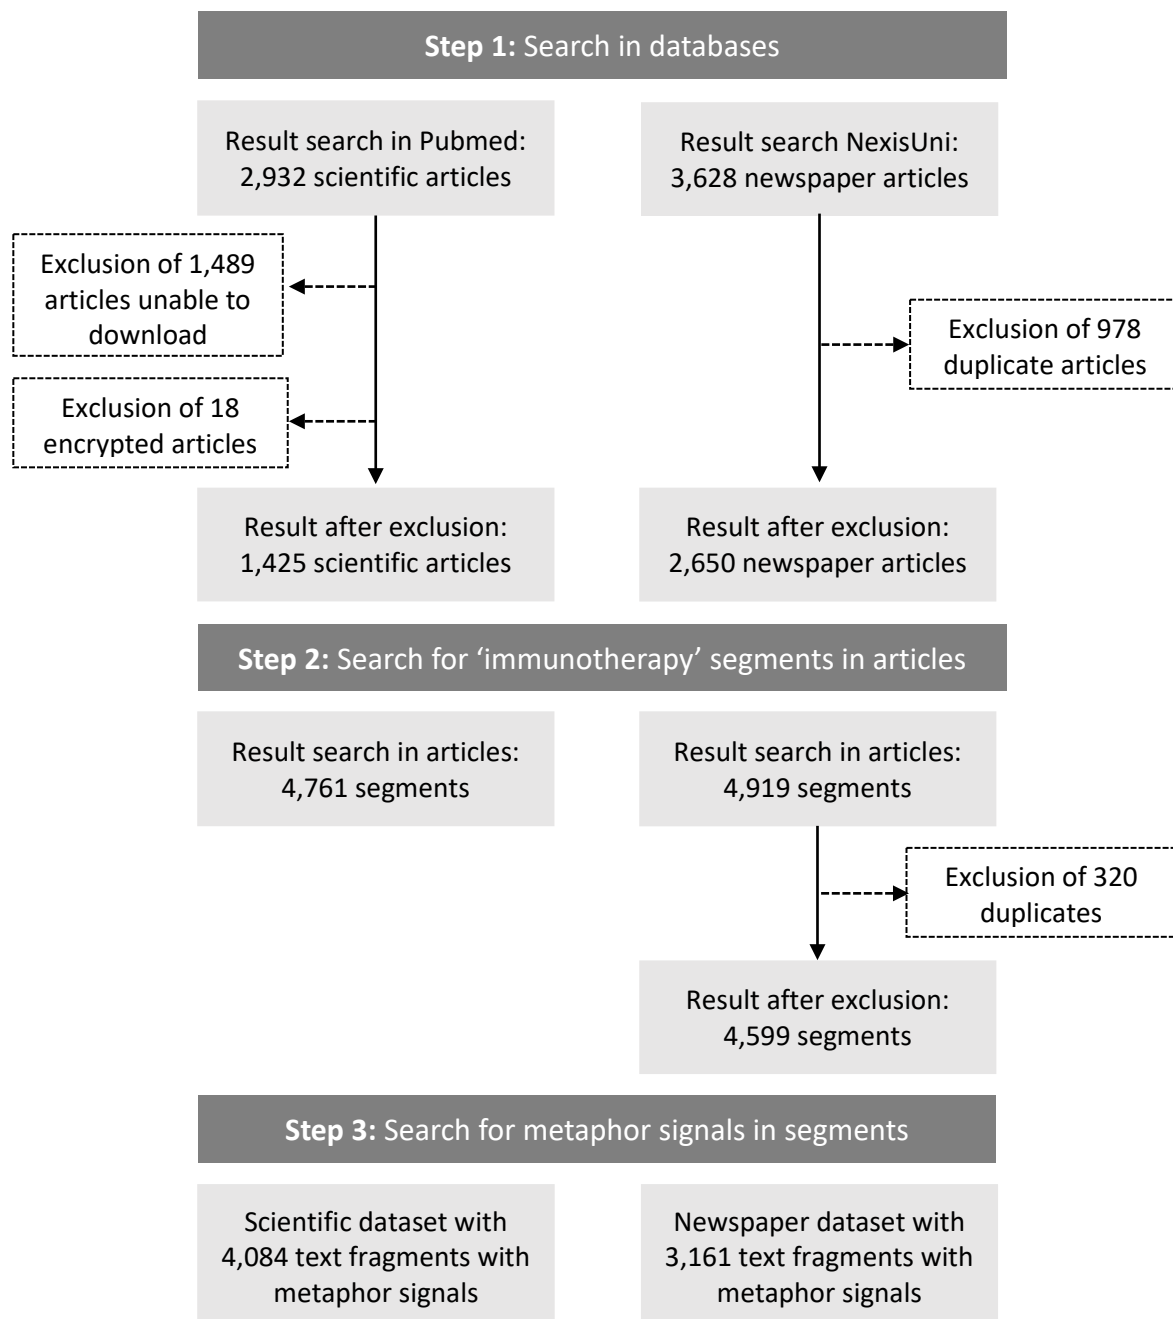 Step 1: Search in databases
Result search in Pubmed:
2,932 scientific articles
Result search NexisUni:
3,628 newspaper articles
Exclusion of 1,489
articles unable to
download
Exclusion of 978
duplicate articles
Exclusion of 18
encrypted articles
Result after exclusion:
1,425 scientific articles
Result after exclusion:
2,650 newspaper articles
Step 2: Search for ‘immunotherapy’ segments in articles
Result search in articles:
4,761 segments
Result search in articles:
4,919 segments
Exclusion of 320
duplicates
Result after exclusion:
4,599 segments
Step 3: Search for metaphor signals in segments
Scientific dataset with
4,084 text fragments with
metaphor signals
Newspaper dataset with
3,161 text fragments with
metaphor signals